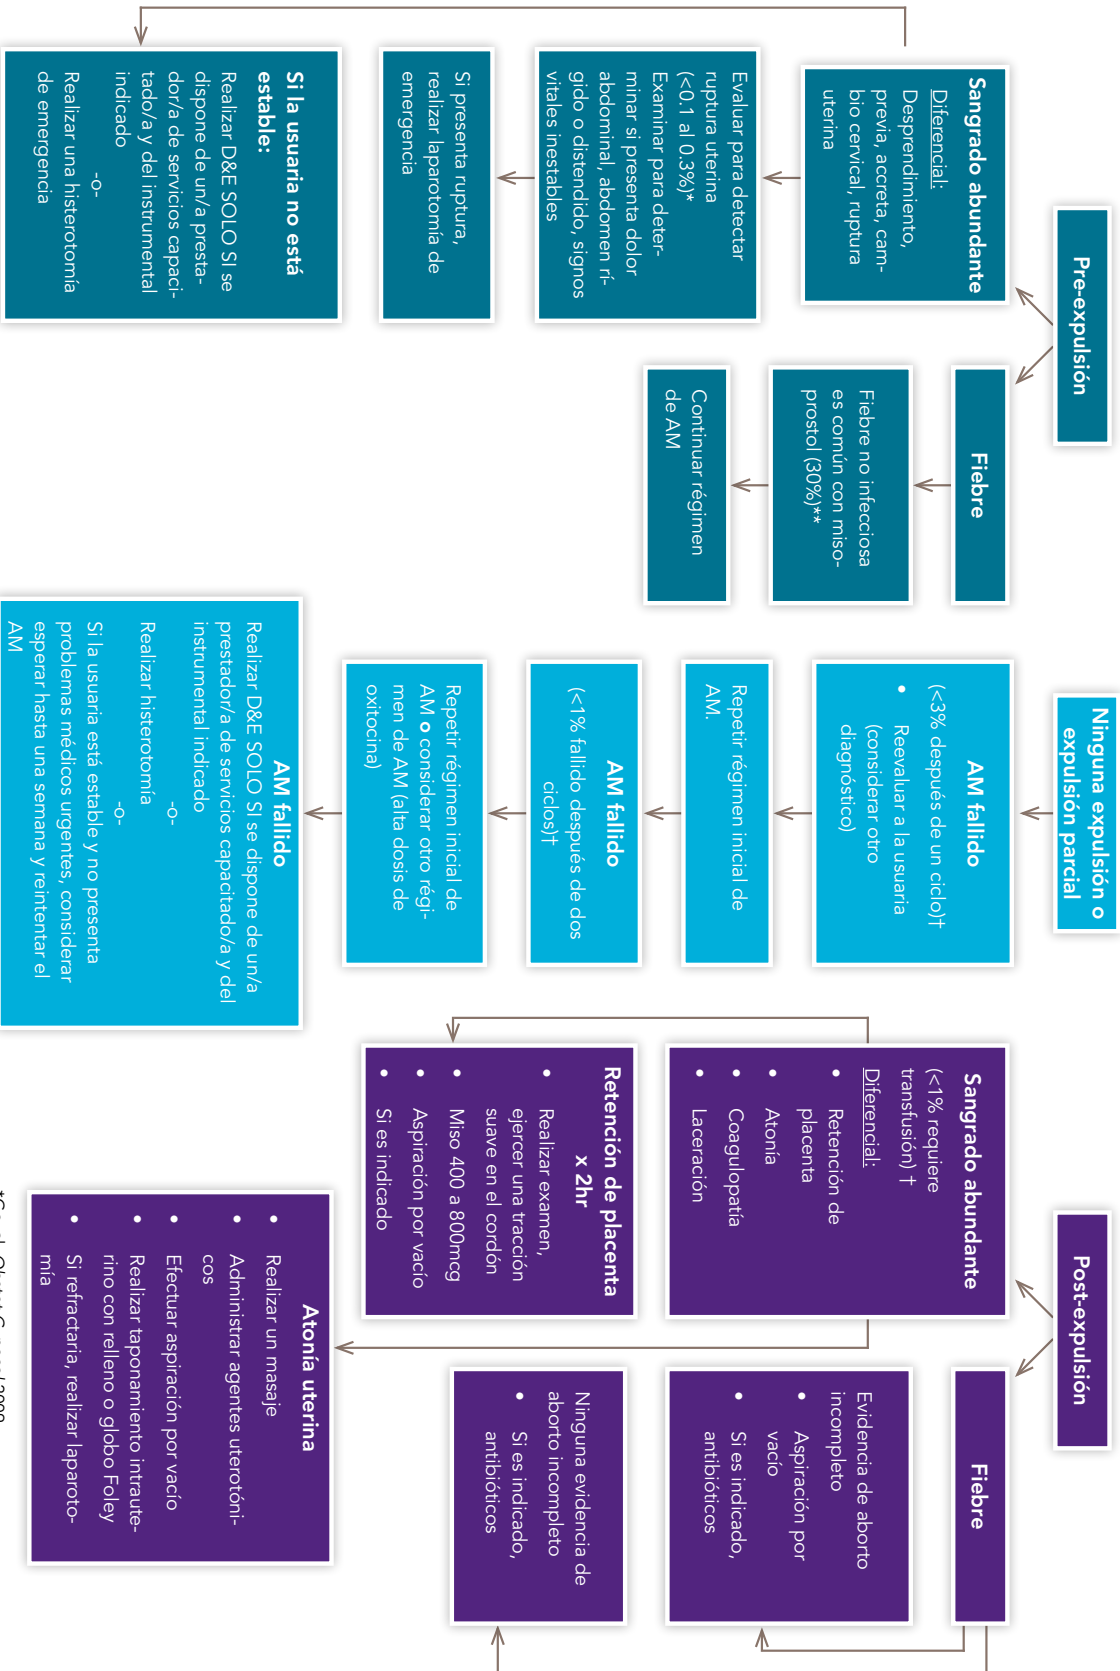 Pre-expulsión
Sangrado abundante
Diferencial:
Desprendimiento,
previa, accreta, cam-
bio cervical, ruptura
uterina
Evaluar para detectar
ruptura uterina
(<0.1 al 0.3%)*
Examinar para deter-
minar si presenta dolor
abdominal, abdomen rí-
gido o distendido, signos
vitales inestables
Si presenta ruptura,
realizar laparotomía de
emergencia
Si la usuaria no está
estable:
Realizar D&E SOLO SI se
dispone de un/a presta-
dor/a de servicios capaci-
tado/a y del instrumental
indicado
-o-
Realizar una histerotomía
de emergencia
Fiebre
Fiebre no infecciosa
es común con miso-
prostol (30%)**
Continuar régimen
de AM
Ninguna expulsión o
expulsión parcial
AM fallido
(<3% después de un ciclo)†
• Reevaluar a la usuaria
(considerar otro
diagnóstico)
Repetir régimen inicial de
AM.
AM fallido
(<1% fallido después de dos
ciclos)†
Repetir régimen inicial de
AM o considerar otro régi-
men de AM (alta dosis de
oxitocina)
AM fallido
Realizar D&E SOLO SI se dispone de un/a
prestador/a de servicios capacitado/a y del
instrumental indicado
-o-
Realizar histerotomía
-o-
Si la usuaria está estable y no presenta
problemas médicos urgentes, considerar
esperar hasta una semana y reintentar el
AM
Post-expulsión
Sangrado abundante
(<1% requiere
transfusión) †
Diferencial:
• Retención de
placenta
• Atonía
• Coagulopatía
• Laceración
Retención de placenta
x 2hr
• Realizar examen,
ejercer una tracción
suave en el cordón
• Miso 400 a 800mcg
• Aspiración por vacío
• Si es indicado
Atonía uterina
• Realizar un masaje
• Administrar agentes uterotóni-
cos
• Efectuar aspiración por vacío
• Realizar taponamiento intraute-
rino con relleno o globo Foley
• Si refractaria, realizar laparoto-
mía
Fiebre
Evidencia de aborto
incompleto
• Aspiración por
vacío
• Si es indicado,
antibióticos
Ninguna evidencia de
aborto incompleto
• Si es indicado,
antibióticos